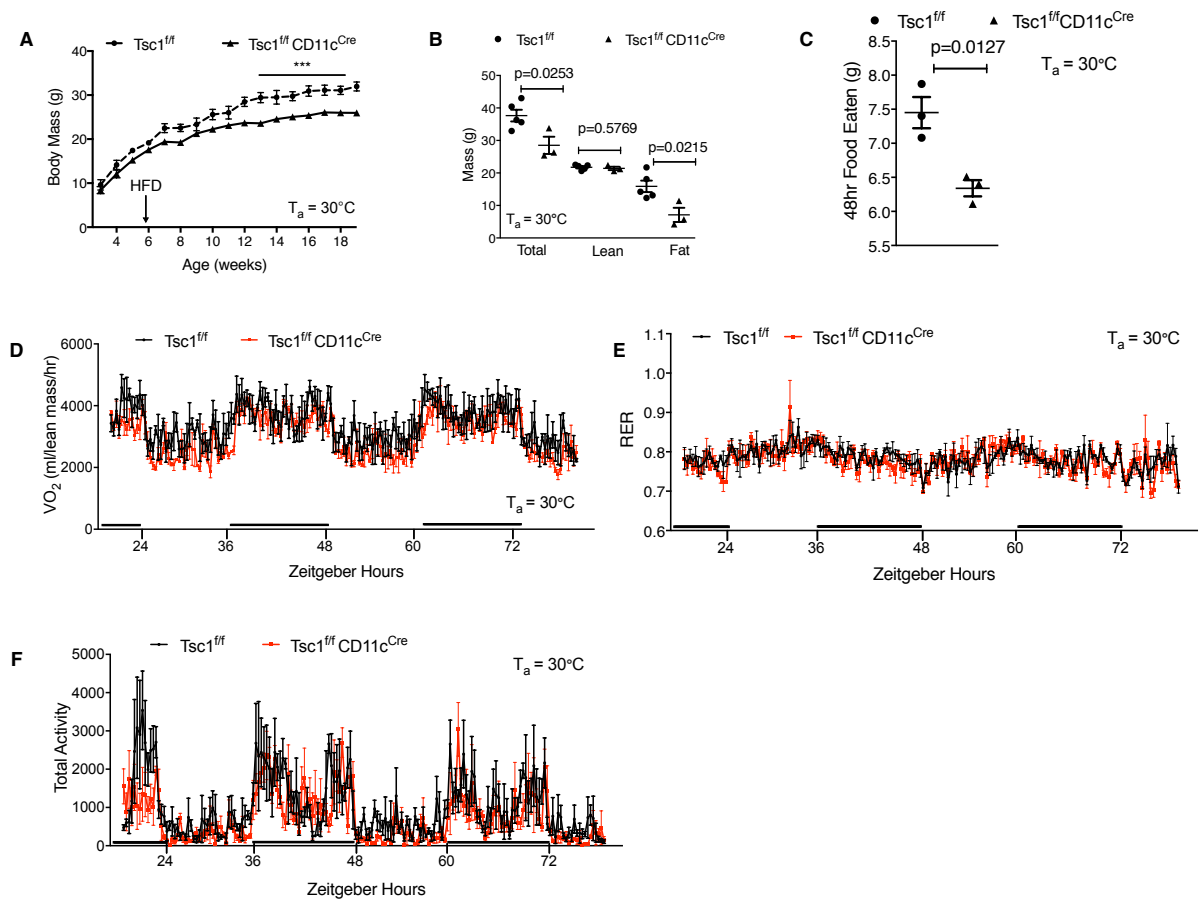 A
Tsc1f/f
Tsc1f/f CD11cCre
***
Body Mass (g)
40
30
20
10
0
HFD
Ta = 30°C
4 6 8 10 12 14 16 18
Age (weeks)
B
Tsc1f/f
Tsc1f/f CD11cCre
p=0.0253
p=0.5769
p=0.0215
Mass (g)
50
40
30
20
10
0
Ta = 30°C
Total Lean Fat
C
Tsc1f/f
Tsc1f/fCD11cCre
p=0.0127
Ta = 30°C
48hr Food Eaten (g)
8.5
8.0
7.5
7.0
6.5
6.0
5.5
D
Tsc1f/f
Tsc1f/f CD11cCre
VO2 (ml/lean mass/hr)
6000
4000
2000
0
Ta = 30°C
24 36 48 60 72
Zeitgeber Hours
E
Tsc1f/f
Tsc1f/f CD11cCre
Ta = 30°C
RER
1.1
1.0
0.9
0.8
0.7
0.6
24 36 48 60 72
Zeitgeber Hours
F
Tsc1f/f
Tsc1f/f CD11cCre
Ta = 30°C
Total Activity
5000
4000
3000
2000
1000
0
24 36 48 60 72
Zeitgeber Hours